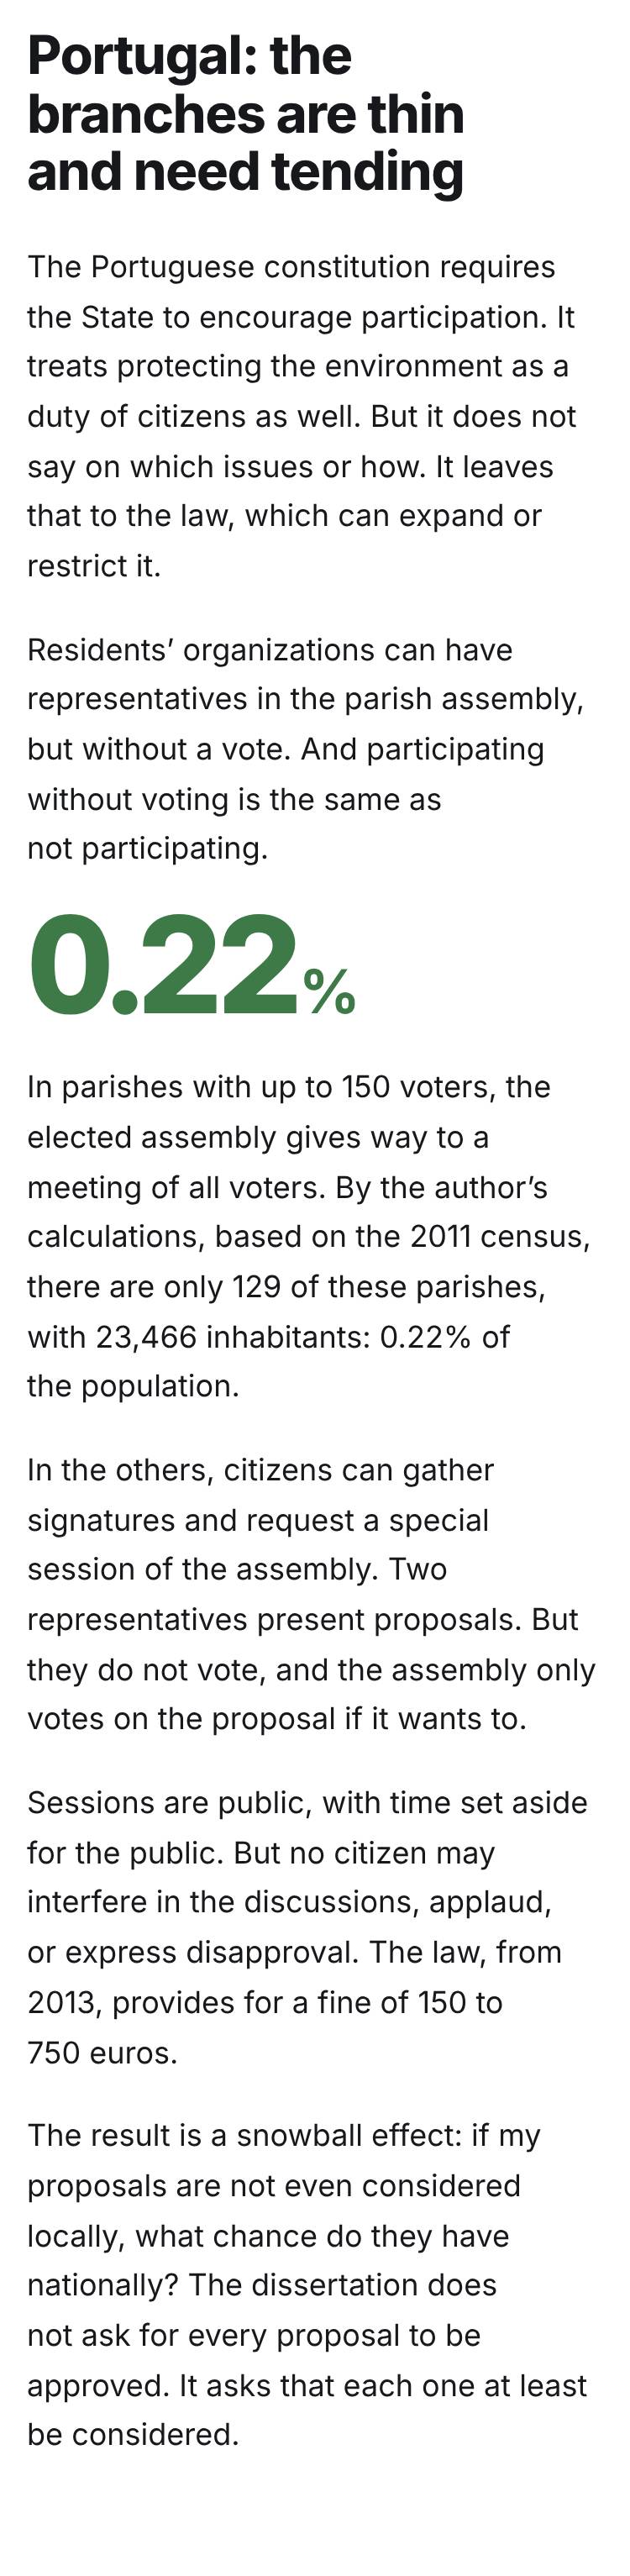 Portugal: the
branches are thin
and need tending
The Portuguese constitution requires
the State to encourage participation. It
treats protecting the environment as a
duty of citizens as well. But it does not
say on which issues or how. It leaves
that to the law, which can expand or
restrict it.
Residents’ organizations can have
representatives in the parish assembly,
but without a vote. And participating
without voting is the same as
not participating.
0.22%
In parishes with up to 150 voters, the
elected assembly gives way to a
meeting of all voters. By the author’s
calculations, based on the 2011 census,
there are only 129 of these parishes,
with 23,466 inhabitants: 0.22% of
the population.
In the others, citizens can gather
signatures and request a special
session of the assembly. Two
representatives present proposals. But
they do not vote, and the assembly only
votes on the proposal if it wants to.
Sessions are public, with time set aside
for the public. But no citizen may
interfere in the discussions, applaud,
or express disapproval. The law, from
2013, provides for a fine of 150 to
750 euros.
The result is a snowball effect: if my
proposals are not even considered
locally, what chance do they have
nationally? The dissertation does
not ask for every proposal to be
approved. It asks that each one at least
be considered.